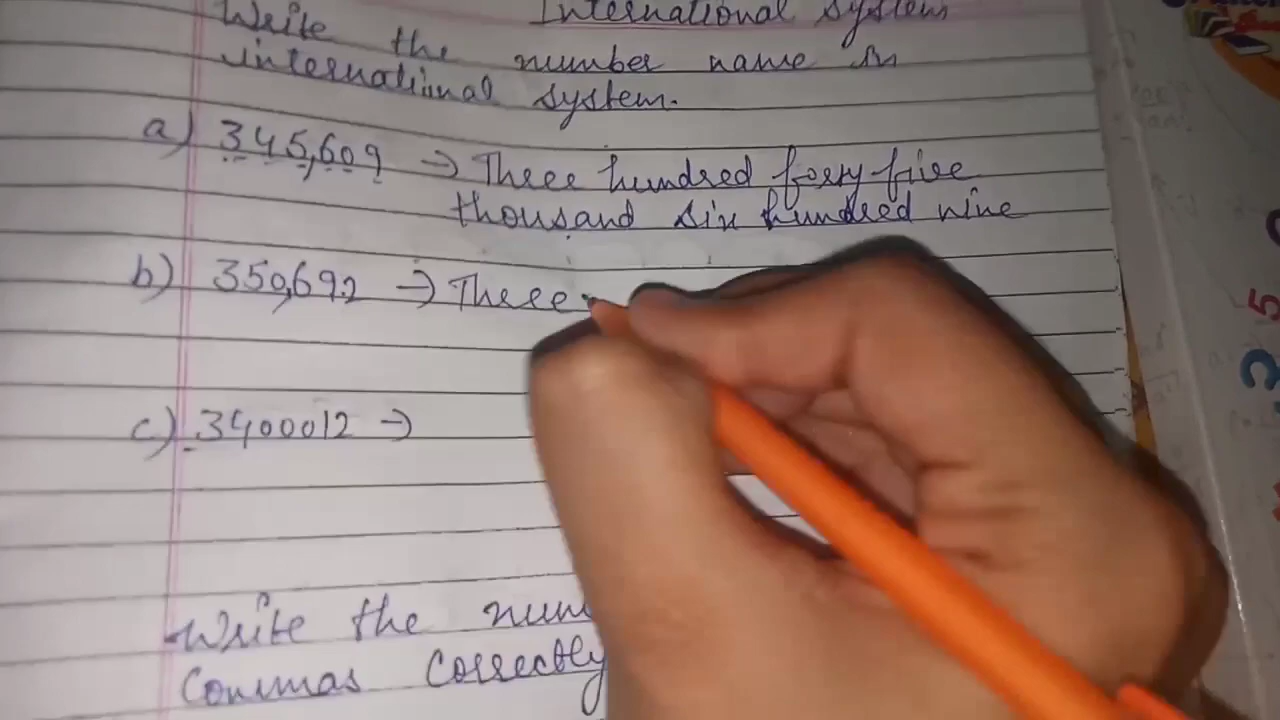 International system
Write the number name in
international system.
a) 345,609 → Three hundred forty five
thousand six hundred nine
b) 350,692 → Three
c) 3400012 →
Write the num
Commas correctly